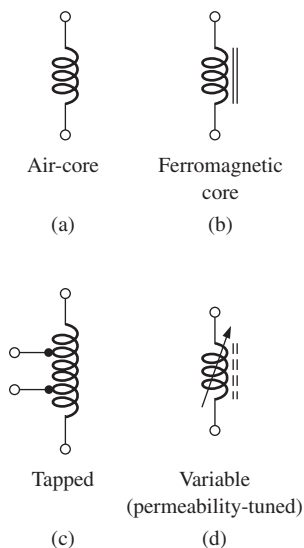 Air-core
Ferromagnetic
core
(a)
(b)
Tapped
Variable
(permeability-tuned)
(c)
(d)